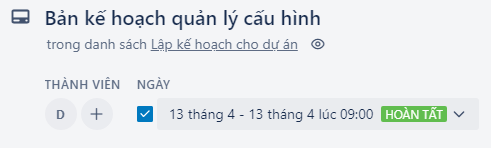 Bản kế hoạch quản lý cấu hình
trong danh sách Lập kế hoạch cho dự án
THÀNH VIÊN NGÀY
D 13 tháng 4 - 13 tháng 4 lúc 09:00 HOÀN TẤT